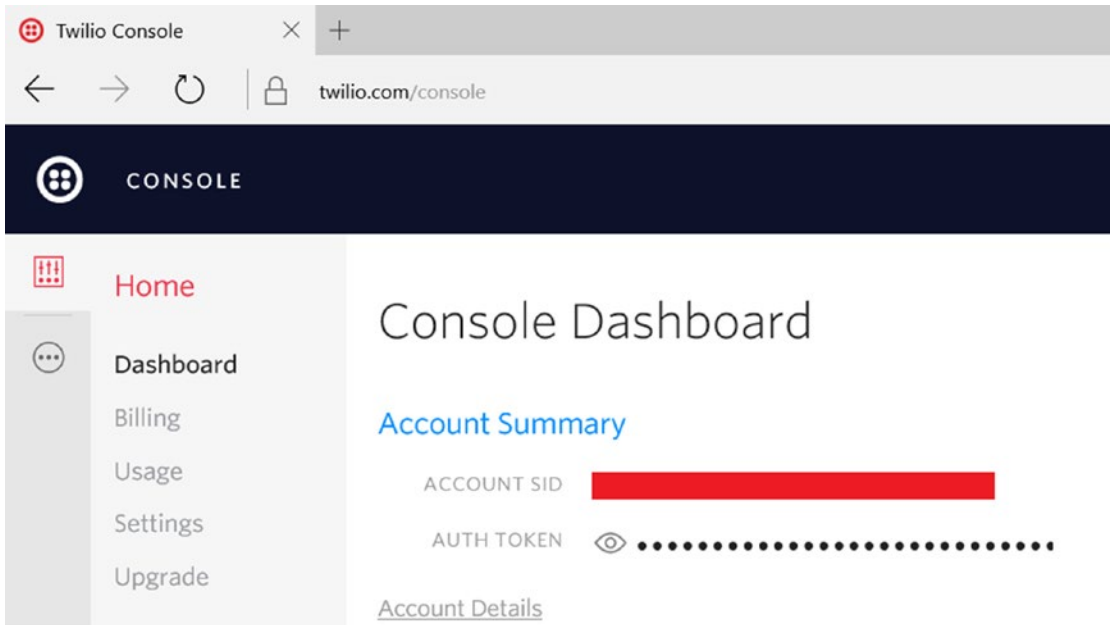 Twilio Console
twilio.com/console
CONSOLE
Home
Dashboard
Billing
Usage
Settings
Upgrade
Console Dashboard
Account Summary
ACCOUNT SID
AUTH TOKEN
Account Details